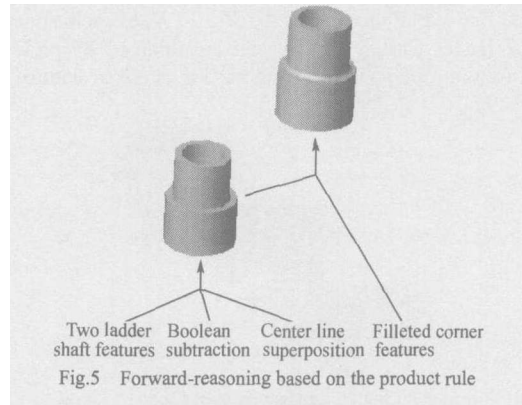 Two ladder Boolean Center line Filleted corner
shaft features subtraction superposition features
Fig.5 Forward-reasoning based on the product rule